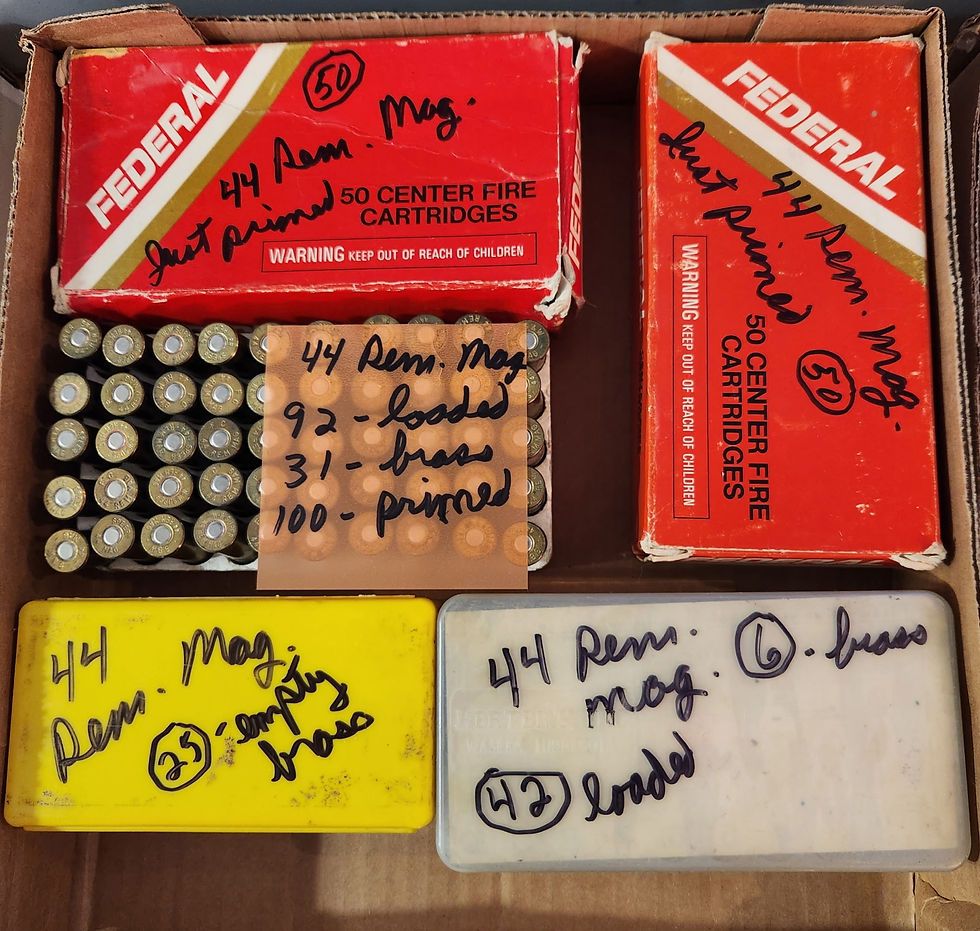 FEDERAL
50
44 Rem. Mag.
Just primed
50 CENTER FIRE
CARTRIDGES
WARNING KEEP OUT OF REACH OF CHILDREN
FEDERAL
FEDERAL
44 Rem. Mag.
Just primed
50
50 CENTER FIRE
CARTRIDGES
WARNING KEEP OUT OF REACH OF CHILDREN
44 Rem. Mag
92 - loaded
31 - brass
100 - primed
44 Mag.
Rem.
25 - empty
brass
44 Rem. 6 . brass
Mag.
42 loaded